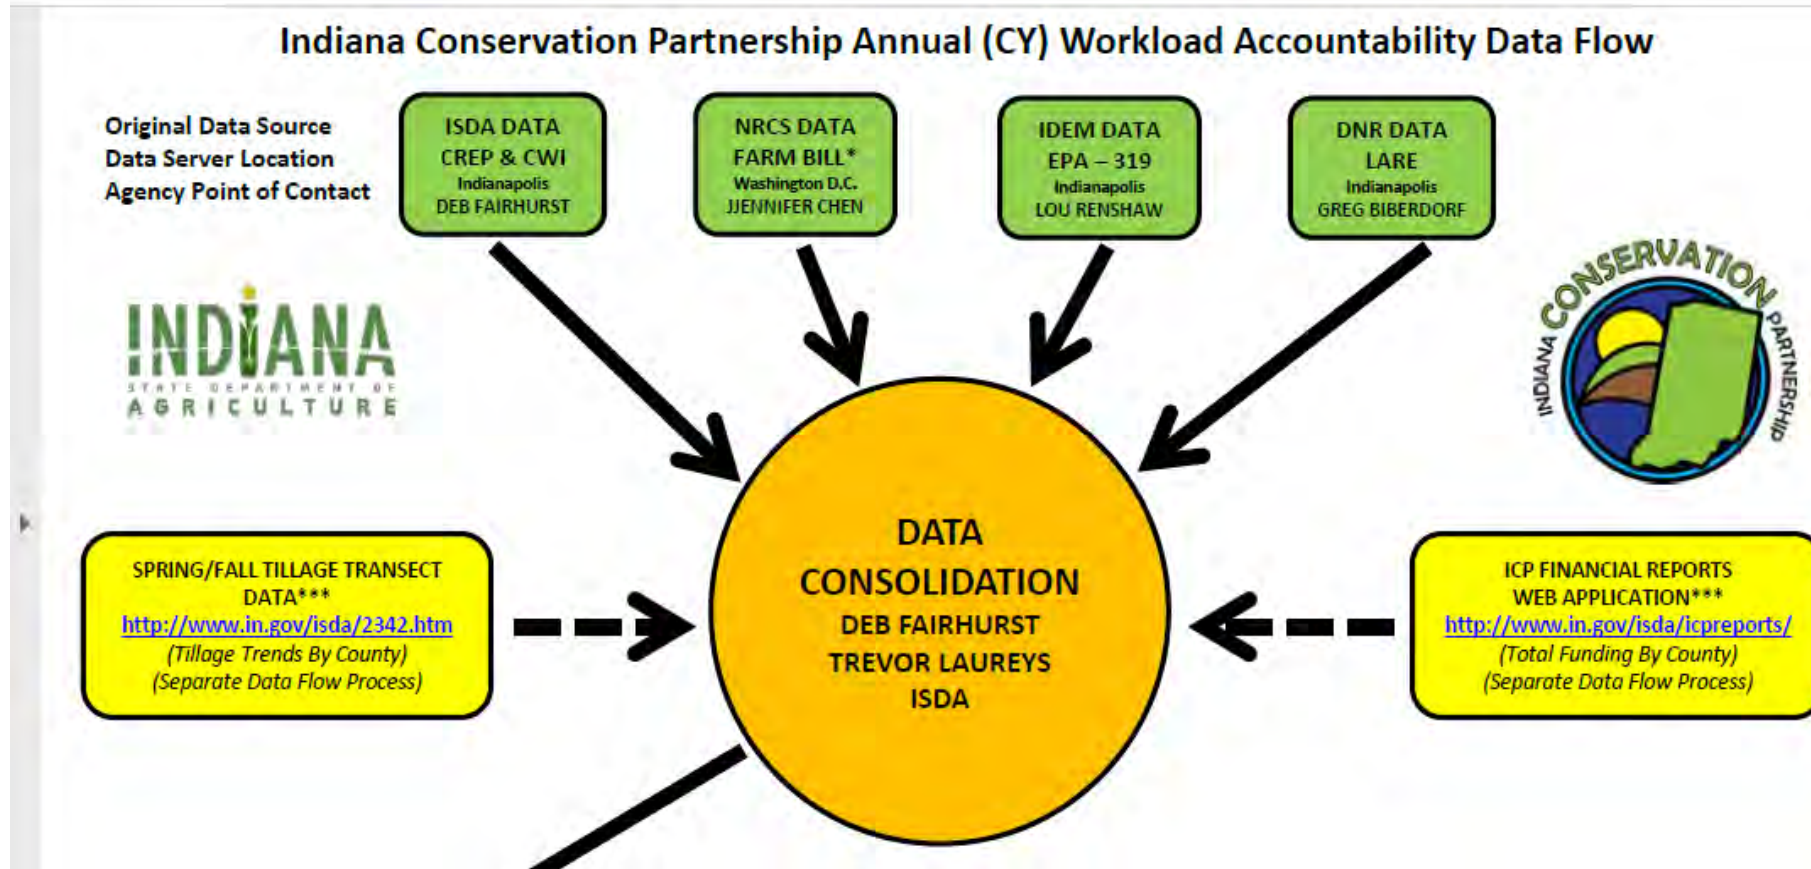 Indiana Conservation Partnership Annual (CY) Workload Accountability Data Flow
Original Data Source
Data Server Location
Agency Point of Contact
ISDA DATA
CREP & CWI
Indianapolis
DEB FAIRHURST
NRCS DATA
FARM BILL*
Washington D.C.
JJENNIFER CHEN
IDEM DATA
EPA – 319
Indianapolis
LOU RENSHAW
DNR DATA
LARE
Indianapolis
GREG BIBERDORF
INDIANA
STATE DEPARTMENT OF
AGRICULTURE
INDIANA CONSERVATION PARTNERSHIP
SPRING/FALL TILLAGE TRANSECT
DATA***
http://www.in.gov/isda/2342.htm
(Tillage Trends By County)
(Separate Data Flow Process)
DATA
CONSOLIDATION
DEB FAIRHURST
TREVOR LAUREYS
ISDA
ICP FINANCIAL REPORTS
WEB APPLICATION***
http://www.in.gov/isda/icpreports/
(Total Funding By County)
(Separate Data Flow Process)